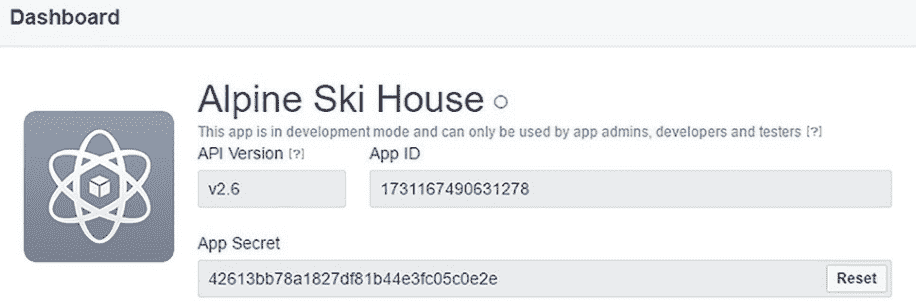 Dashboard
Alpine Ski House
This app is in development mode and can only be used by app admins, developers and testers [?]
API Version [?] App ID
v2.6 1731167490631278
App Secret
42613bb78a1827df81b44e3fc05c0e2e Reset